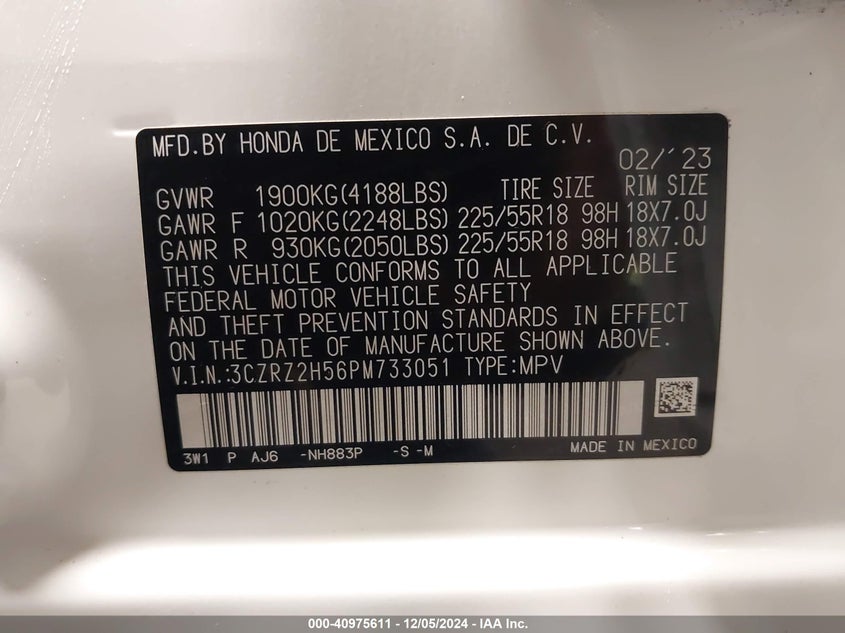 MFD.BY HONDA DE MEXICO S.A. DE C.V.
02/'23
GVWR 1900KG(4188LBS) TIRE SIZE RIM SIZE
GAWR F 1020KG(2248LBS) 225/55R18 98H 18X7.0J
GAWR R 930KG(2050LBS) 225/55R18 98H 18X7.0J
THIS VEHICLE CONFORMS TO ALL APPLICABLE
FEDERAL MOTOR VEHICLE SAFETY
AND THEFT PREVENTION STANDARDS IN EFFECT
ON THE DATE OF MANUFACTURE SHOWN ABOVE.
V.I.N.:3CZRZ2H56PM733051 TYPE:MPV
3W1 P AJ6 -NH883P -S -M MADE IN MEXICO
000-40975611 - 12/05/2024 - IAA Inc.